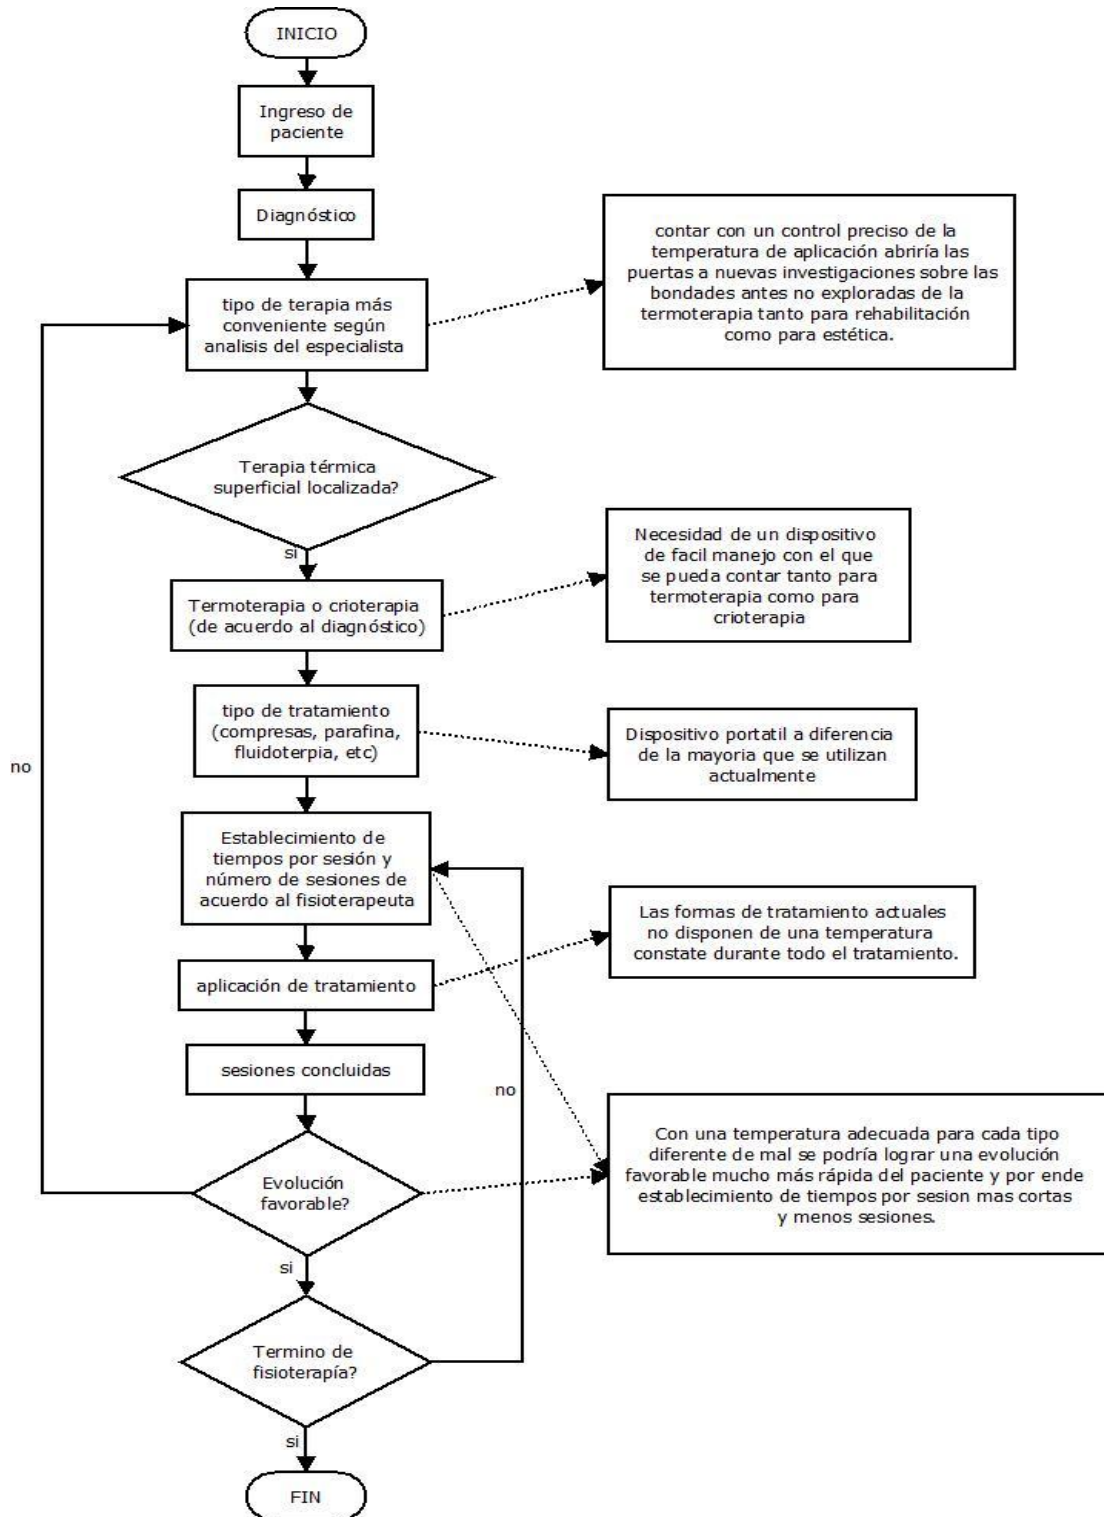 INICIO
Ingreso de
paciente
Diagnóstico
tipo de terapia más
conveniente según
analisis del especialista
contar con un control preciso de la
temperatura de aplicación abriría las
puertas a nuevas investigaciones sobre las
bondades antes no exploradas de la
termoterapia tanto para rehabilitación
como para estética.
Terapia térmica
superficial localizada?
si
Necesidad de un dispositivo
de facil manejo con el que
se pueda contar tanto para
termoterapia como para
crioterapia
Termoterapia o crioterapia
(de acuerdo al diagnóstico)
tipo de tratamiento
(compresas, parafina,
fluidoterpia, etc)
Dispositivo portatil a diferencia
de la mayoria que se utilizan
actualmente
no
Establecimiento de
tiempos por sesión y
número de sesiones de
acuerdo al fisioterapeuta
Las formas de tratamiento actuales
no disponen de una temperatura
constate durante todo el tratamiento.
aplicación de tratamiento
sesiones concluidas
no
Con una temperatura adecuada para cada tipo
diferente de mal se podría lograr una evolución
favorable mucho más rápida del paciente y por ende
establecimiento de tiempos por sesion mas cortas
y menos sesiones.
Evolución
favorable?
si
Termino de
fisioterapía?
si
FIN